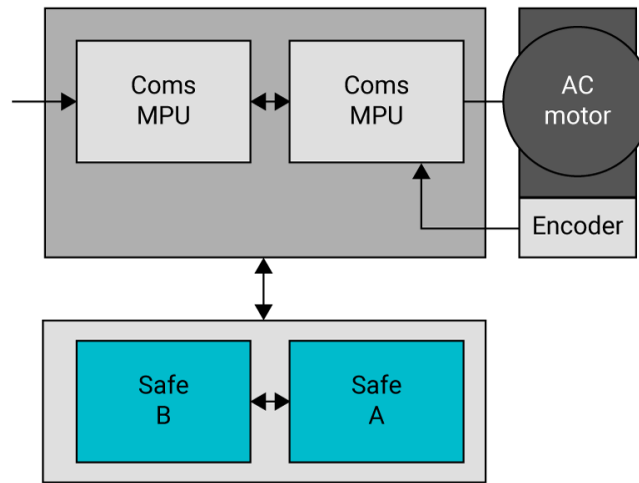 Coms
MPU
Coms
MPU
AC
motor
Encoder
Safe
B
Safe
A